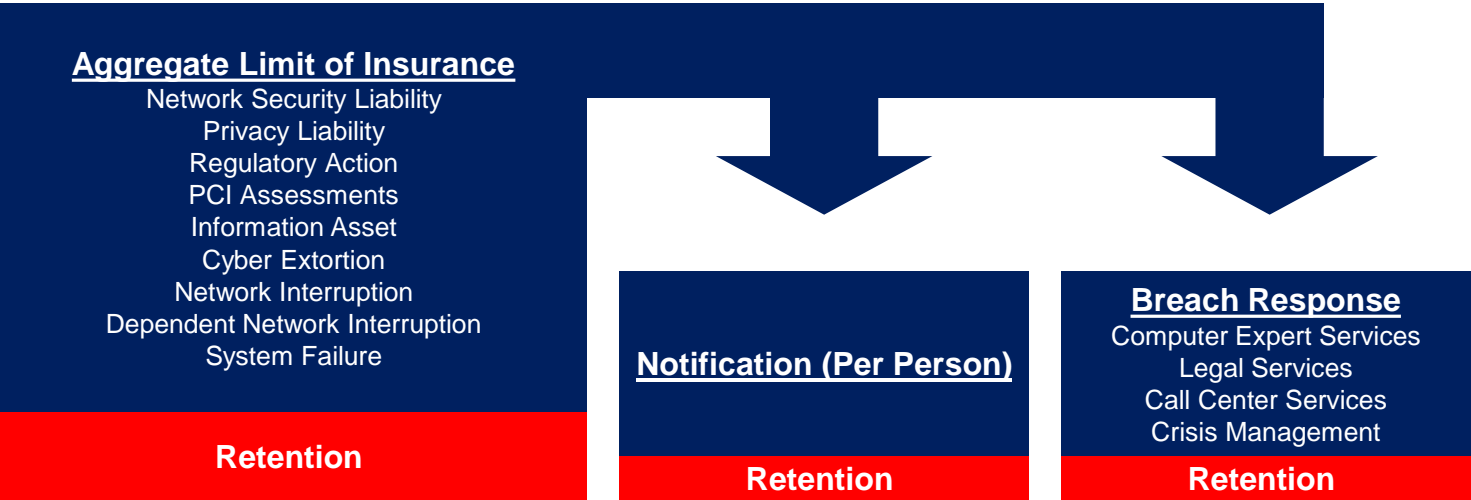 Aggregate Limit of Insurance
Network Security Liability
Privacy Liability
Regulatory Action
PCI Assessments
Information Asset
Cyber Extortion
Network Interruption
Dependent Network Interruption
System Failure
Retention
Notification (Per Person)
Retention
Breach Response
Computer Expert Services
Legal Services
Call Center Services
Crisis Management
Retention